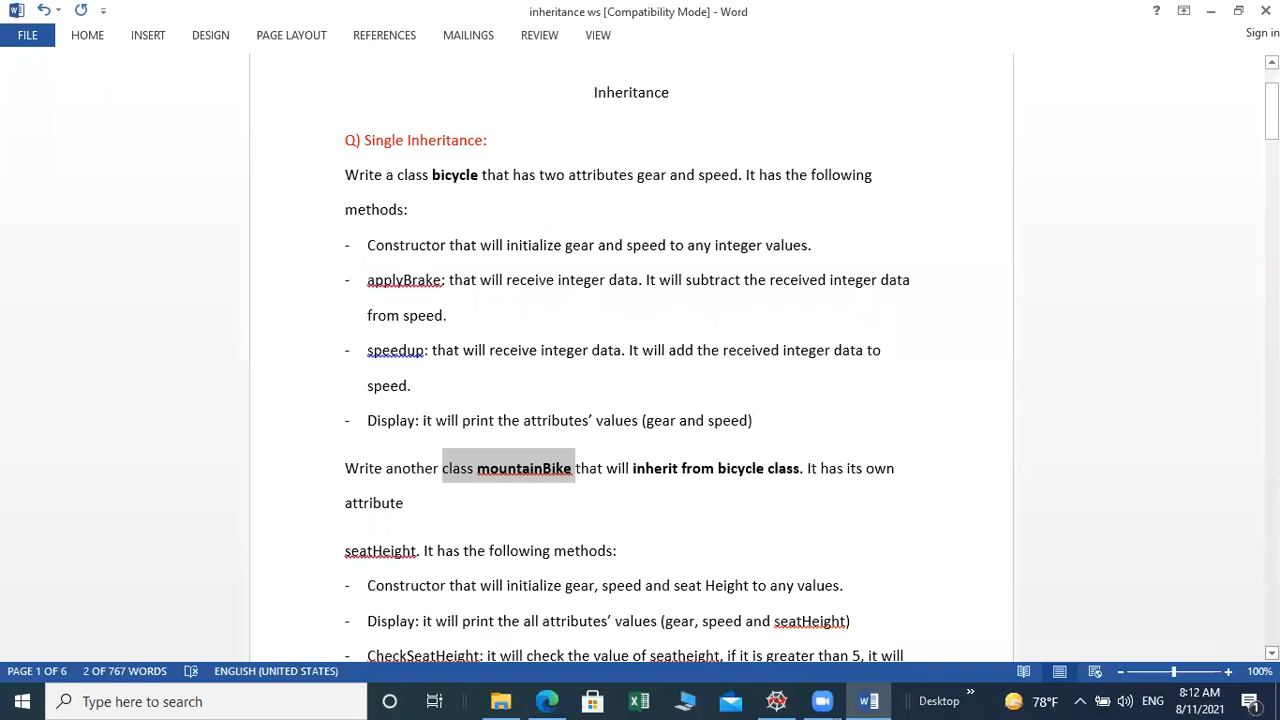 inheritance ws [Compatibility Mode] - Word
?
FILE HOME INSERT DESIGN PAGE LAYOUT REFERENCES MAILINGS REVIEW VIEW
Sign in
Inheritance
Q) Single Inheritance:
Write a class bicycle that has two attributes gear and speed. It has the following
methods:
- Constructor that will initialize gear and speed to any integer values.
- applyBrake: that will receive integer data. It will subtract the received integer data
from speed.
- speedup: that will receive integer data. It will add the received integer data to
speed.
- Display: it will print the attributes’ values (gear and speed)
Write another class mountainBike that will inherit from bicycle class. It has its own
attribute
seatHeight. It has the following methods:
- Constructor that will initialize gear, speed and seat Height to any values.
- Display: it will print the all attributes’ values (gear, speed and seatHeight)
- CheckSeatHeight: it will check the value of seatheight, if it is greater than 5, it will
PAGE 1 OF 6 2 OF 767 WORDS ENGLISH (UNITED STATES) 100%
Type here to search Desktop 78°F ENG 8:12 AM
8/11/2021